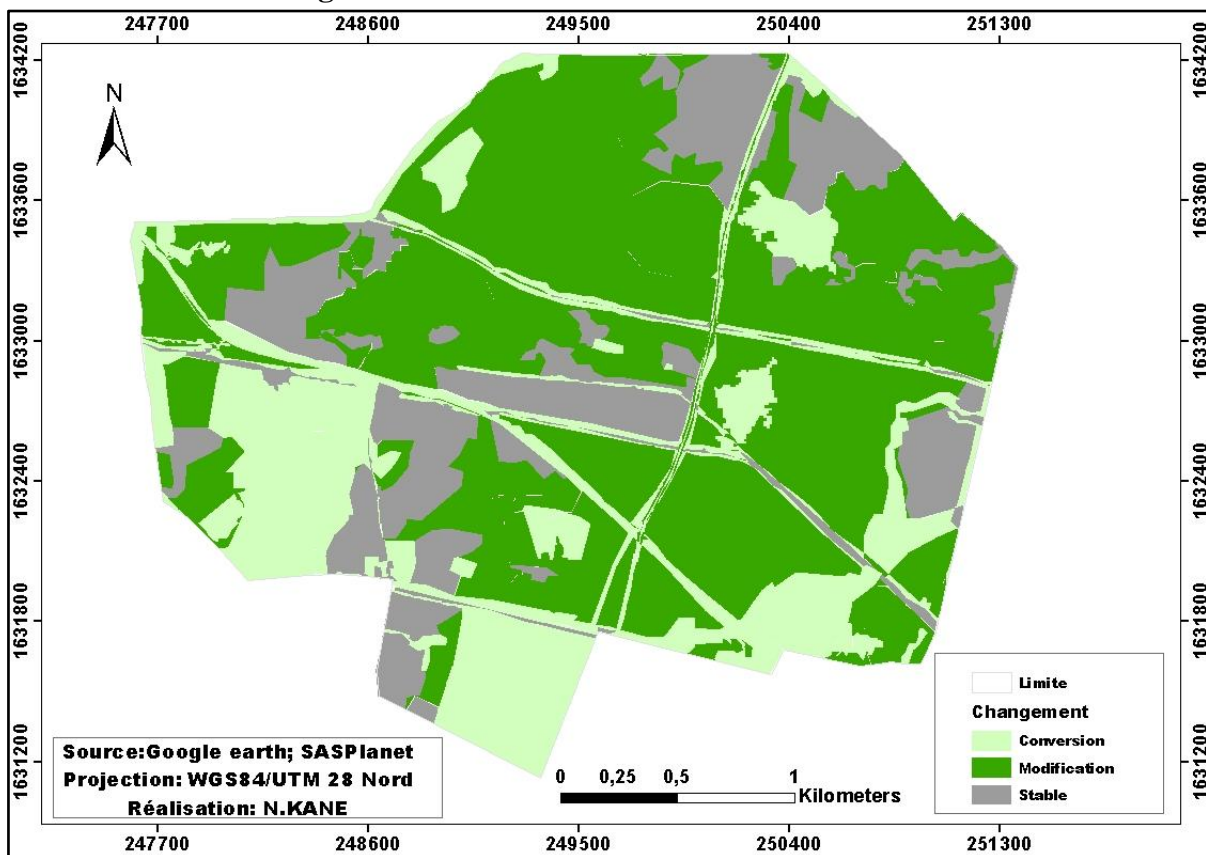 247700 248600 249500 250400 251300
1634200 1634200
1633600 1633600
1633000 1633000
1632400 1632400
1631800 1631800
1631200 1631200
N
Limite
Changement
Conversion
Modification
Stable
Source:Google earth; SASPlanet
Projection: WGS84/UTM 28 Nord
Réalisation: N.KANE
0 0,25 0,5 1
Kilometers
247700 248600 249500 250400 251300